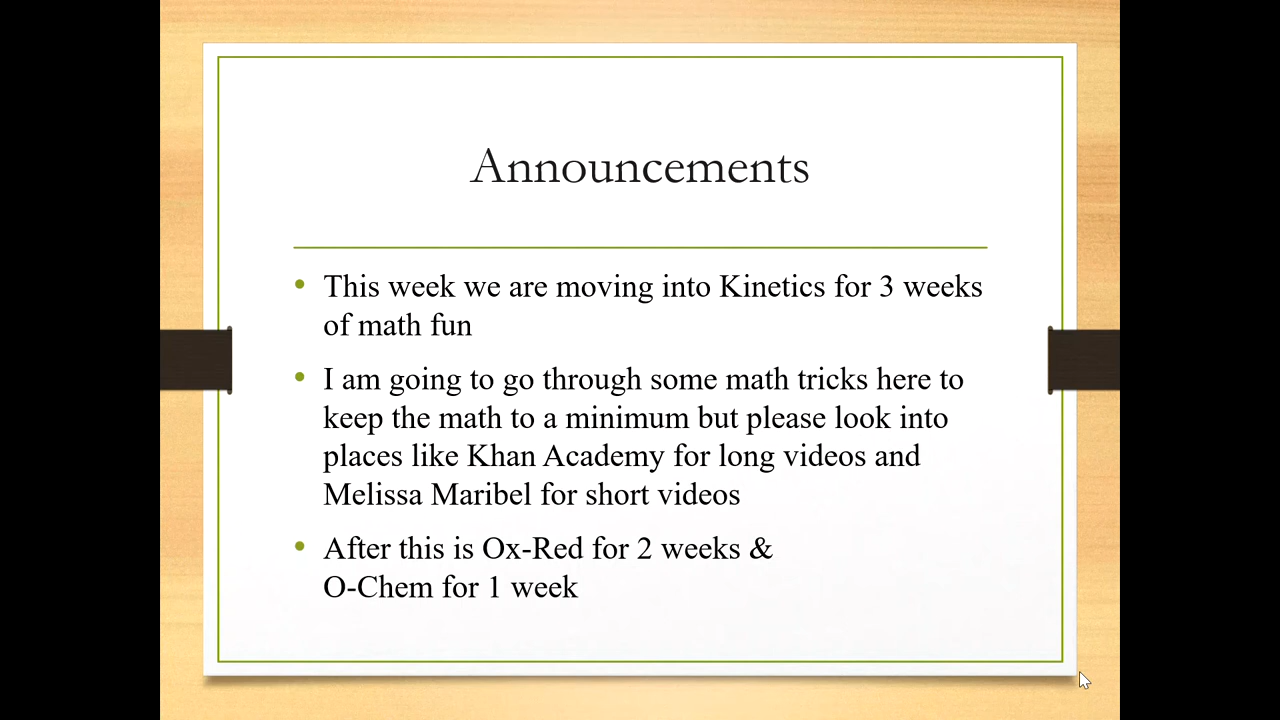 Announcements
• This week we are moving into Kinetics for 3 weeks
of math fun
• I am going to go through some math tricks here to
keep the math to a minimum but please look into
places like Khan Academy for long videos and
Melissa Maribel for short videos
• After this is Ox-Red for 2 weeks &
O-Chem for 1 week